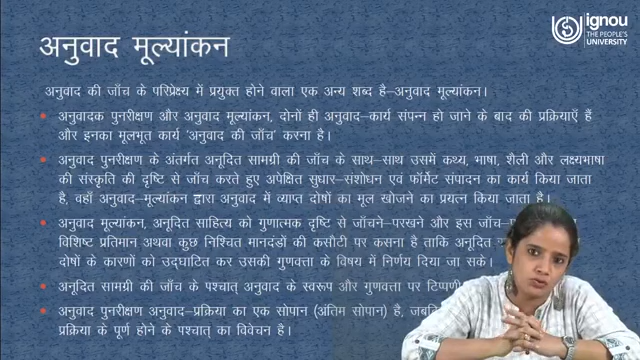 ignou
THE PEOPLE'S
UNIVERSITY
अनुवाद मूल्यांकन
अनुवाद की जाँच के परिप्रेक्ष्य में प्रयुक्त होने वाला एक अन्य शब्द है–अनुवाद मूल्यांकन।
अनुवादक पुनरीक्षण और अनुवाद मूल्यांकन, दोनों ही अनुवाद-कार्य संपन्न हो जाने के बाद की प्रक्रियाएँ हैं
और इनका मूलभूत कार्य 'अनुवाद की जाँच' करना है।
अनुवाद पुनरीक्षण के अंतर्गत अनूदित सामग्री की जाँच के साथ-साथ उसमें कथ्य, भाषा, शैली और लक्ष्यभाषा
की संस्कृति की दृष्टि से जाँच करते हुए अपेक्षित सुधार-संशोधन एवं फॉर्मेट संपादन का कार्य किया जाता
है, वहाँ अनुवाद-मूल्यांकन द्वारा अनुवाद में व्याप्त दोषों का मूल खोजने का प्रयत्न किया जाता है।
अनुवाद मूल्यांकन, अनूदित साहित्य को गुणात्मक दृष्टि से जाँचने-परखने और इस जाँच-
विशिष्ट प्रतिमान अथवा कुछ निश्चित मानदंडों की कसौटी पर कसना है ताकि अनूदित
दोषों के कारणों को उद्घाटित कर उसकी गुणवत्ता के विषय में निर्णय दिया जा सके।
अनूदित सामग्री की जाँच के पश्चात् अनुवाद के स्वरूप और गुणवत्ता पर टिप्पणी
अनुवाद पुनरीक्षण अनुवाद-प्रक्रिया का एक सोपान (अंतिम सोपान) है,
प्रक्रिया के पूर्ण होने के पश्चात् का विवेचन है।